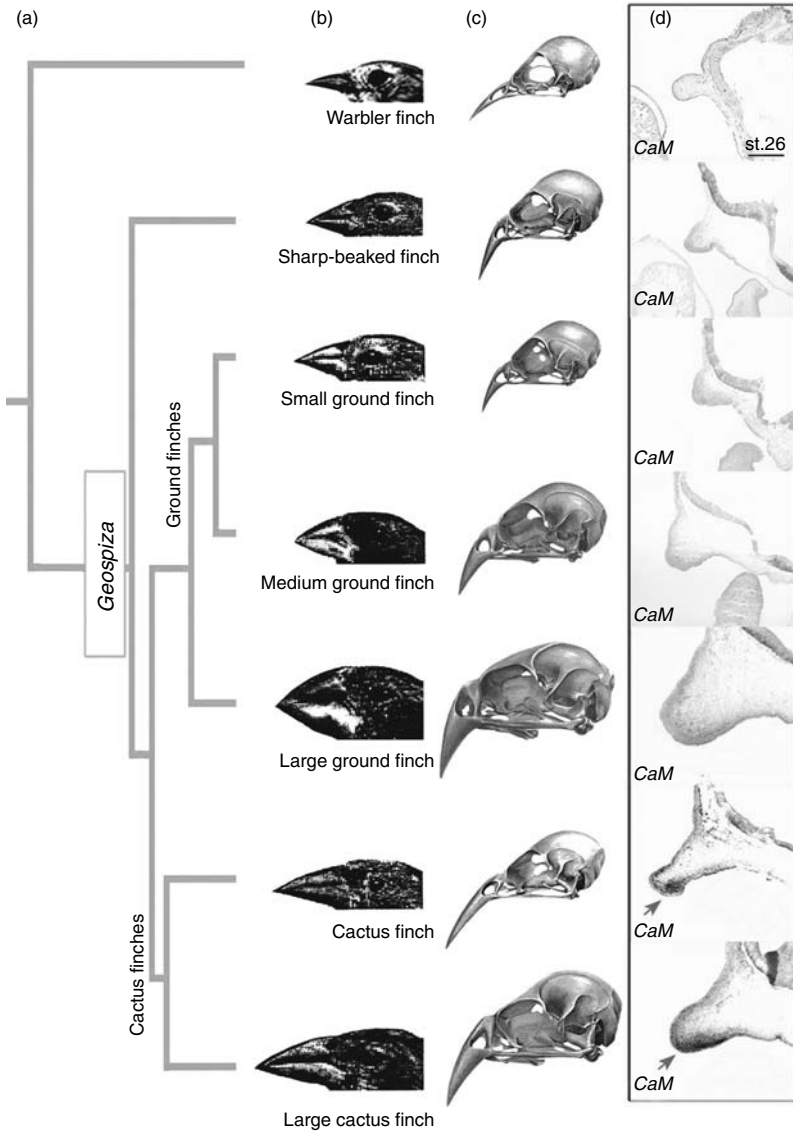 (a)
(b)
(c)
(d)
Warbler finch
CaM
st.26
Sharp-beaked finch
CaM
Small ground finch
CaM
Ground finches
Geospiza
Medium ground finch
CaM
Large ground finch
CaM
Cactus finches
Cactus finch
CaM
Large cactus finch
CaM